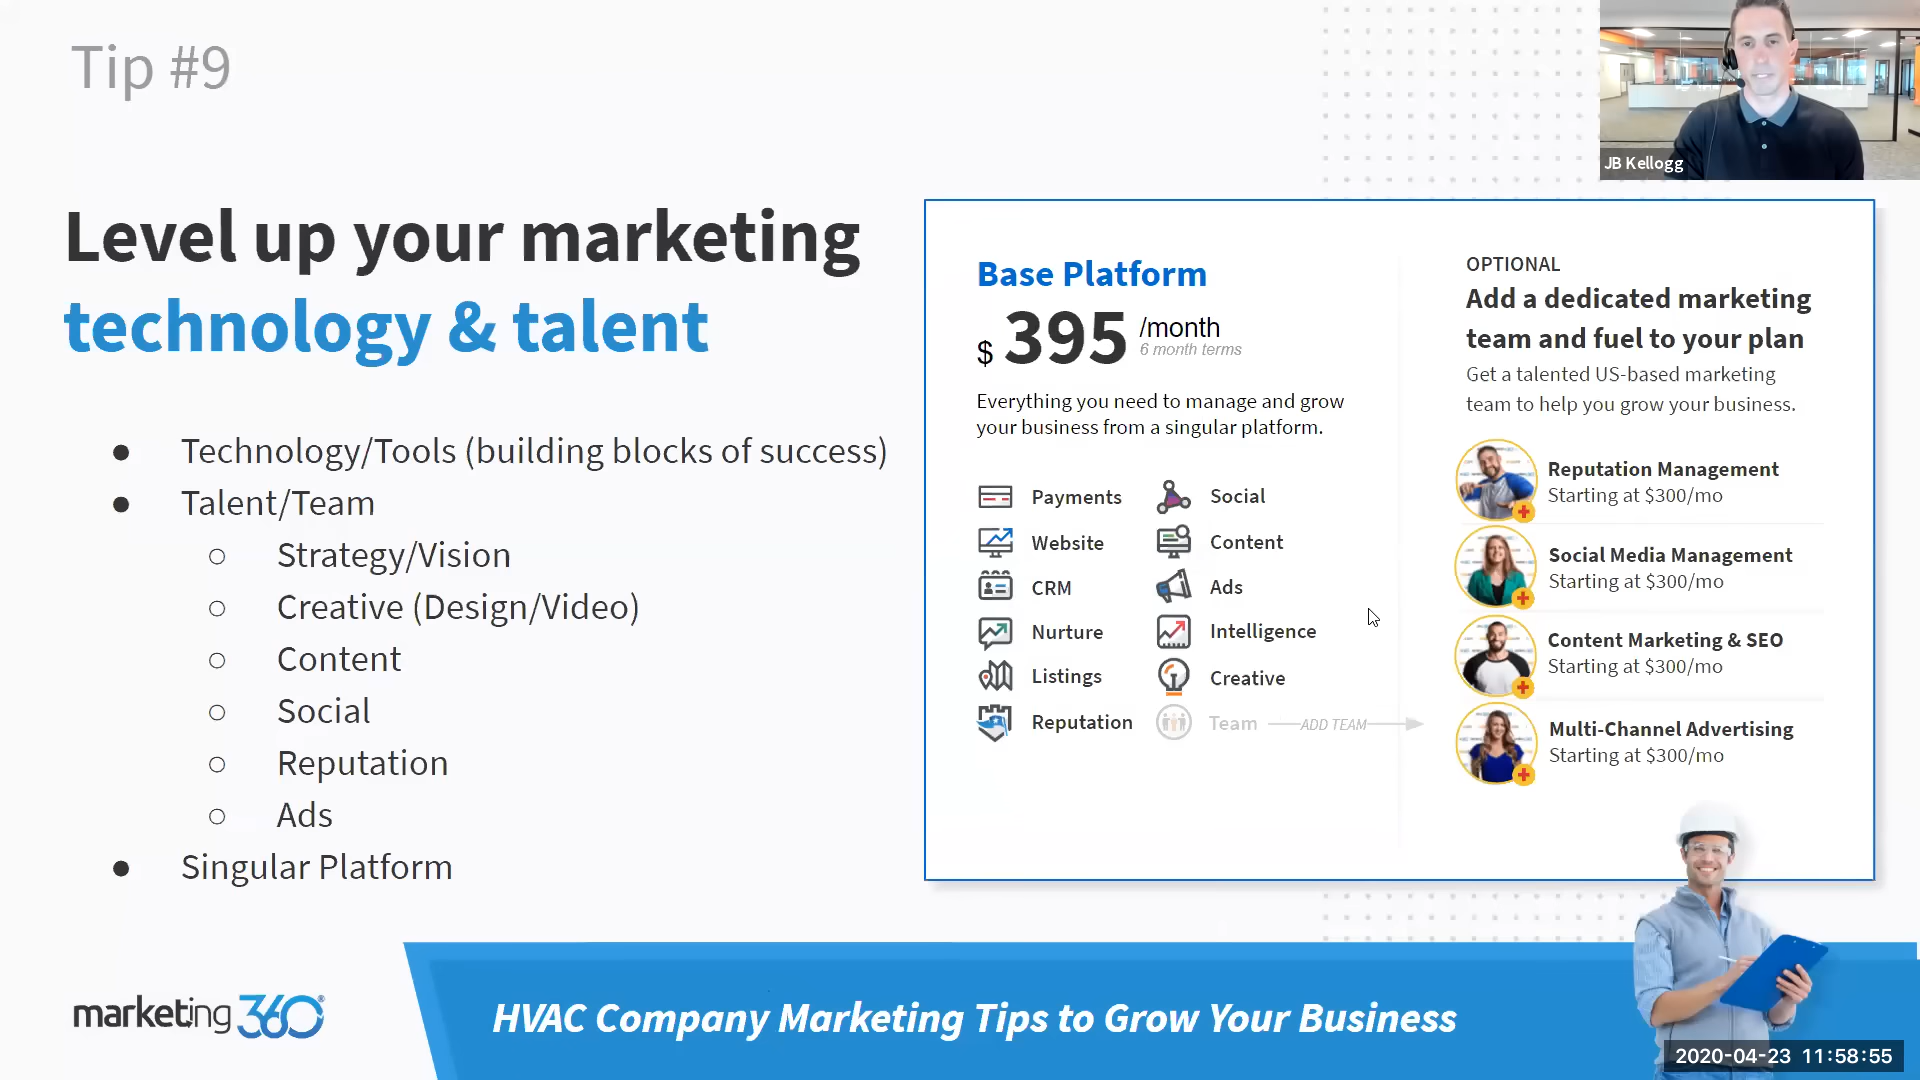 Tip #9
JB Kellogg
Level up your marketing
technology & talent
● Technology/Tools (building blocks of success)
● Talent/Team
○ Strategy/Vision
○ Creative (Design/Video)
○ Content
○ Social
○ Reputation
○ Ads
● Singular Platform
Base Platform
$ 395 /month
6 month terms
Everything you need to manage and grow
your business from a singular platform.
Payments
Website
CRM
Nurture
Listings
Reputation
Social
Content
Ads
Intelligence
Creative
Team ADD TEAM
OPTIONAL
Add a dedicated marketing
team and fuel to your plan
Get a talented US-based marketing
team to help you grow your business.
Reputation Management
Starting at $300/mo
Social Media Management
Starting at $300/mo
Content Marketing & SEO
Starting at $300/mo
Multi-Channel Advertising
Starting at $300/mo
marketing 360®
HVAC Company Marketing Tips to Grow Your Business
2020-04-23 11:58:55